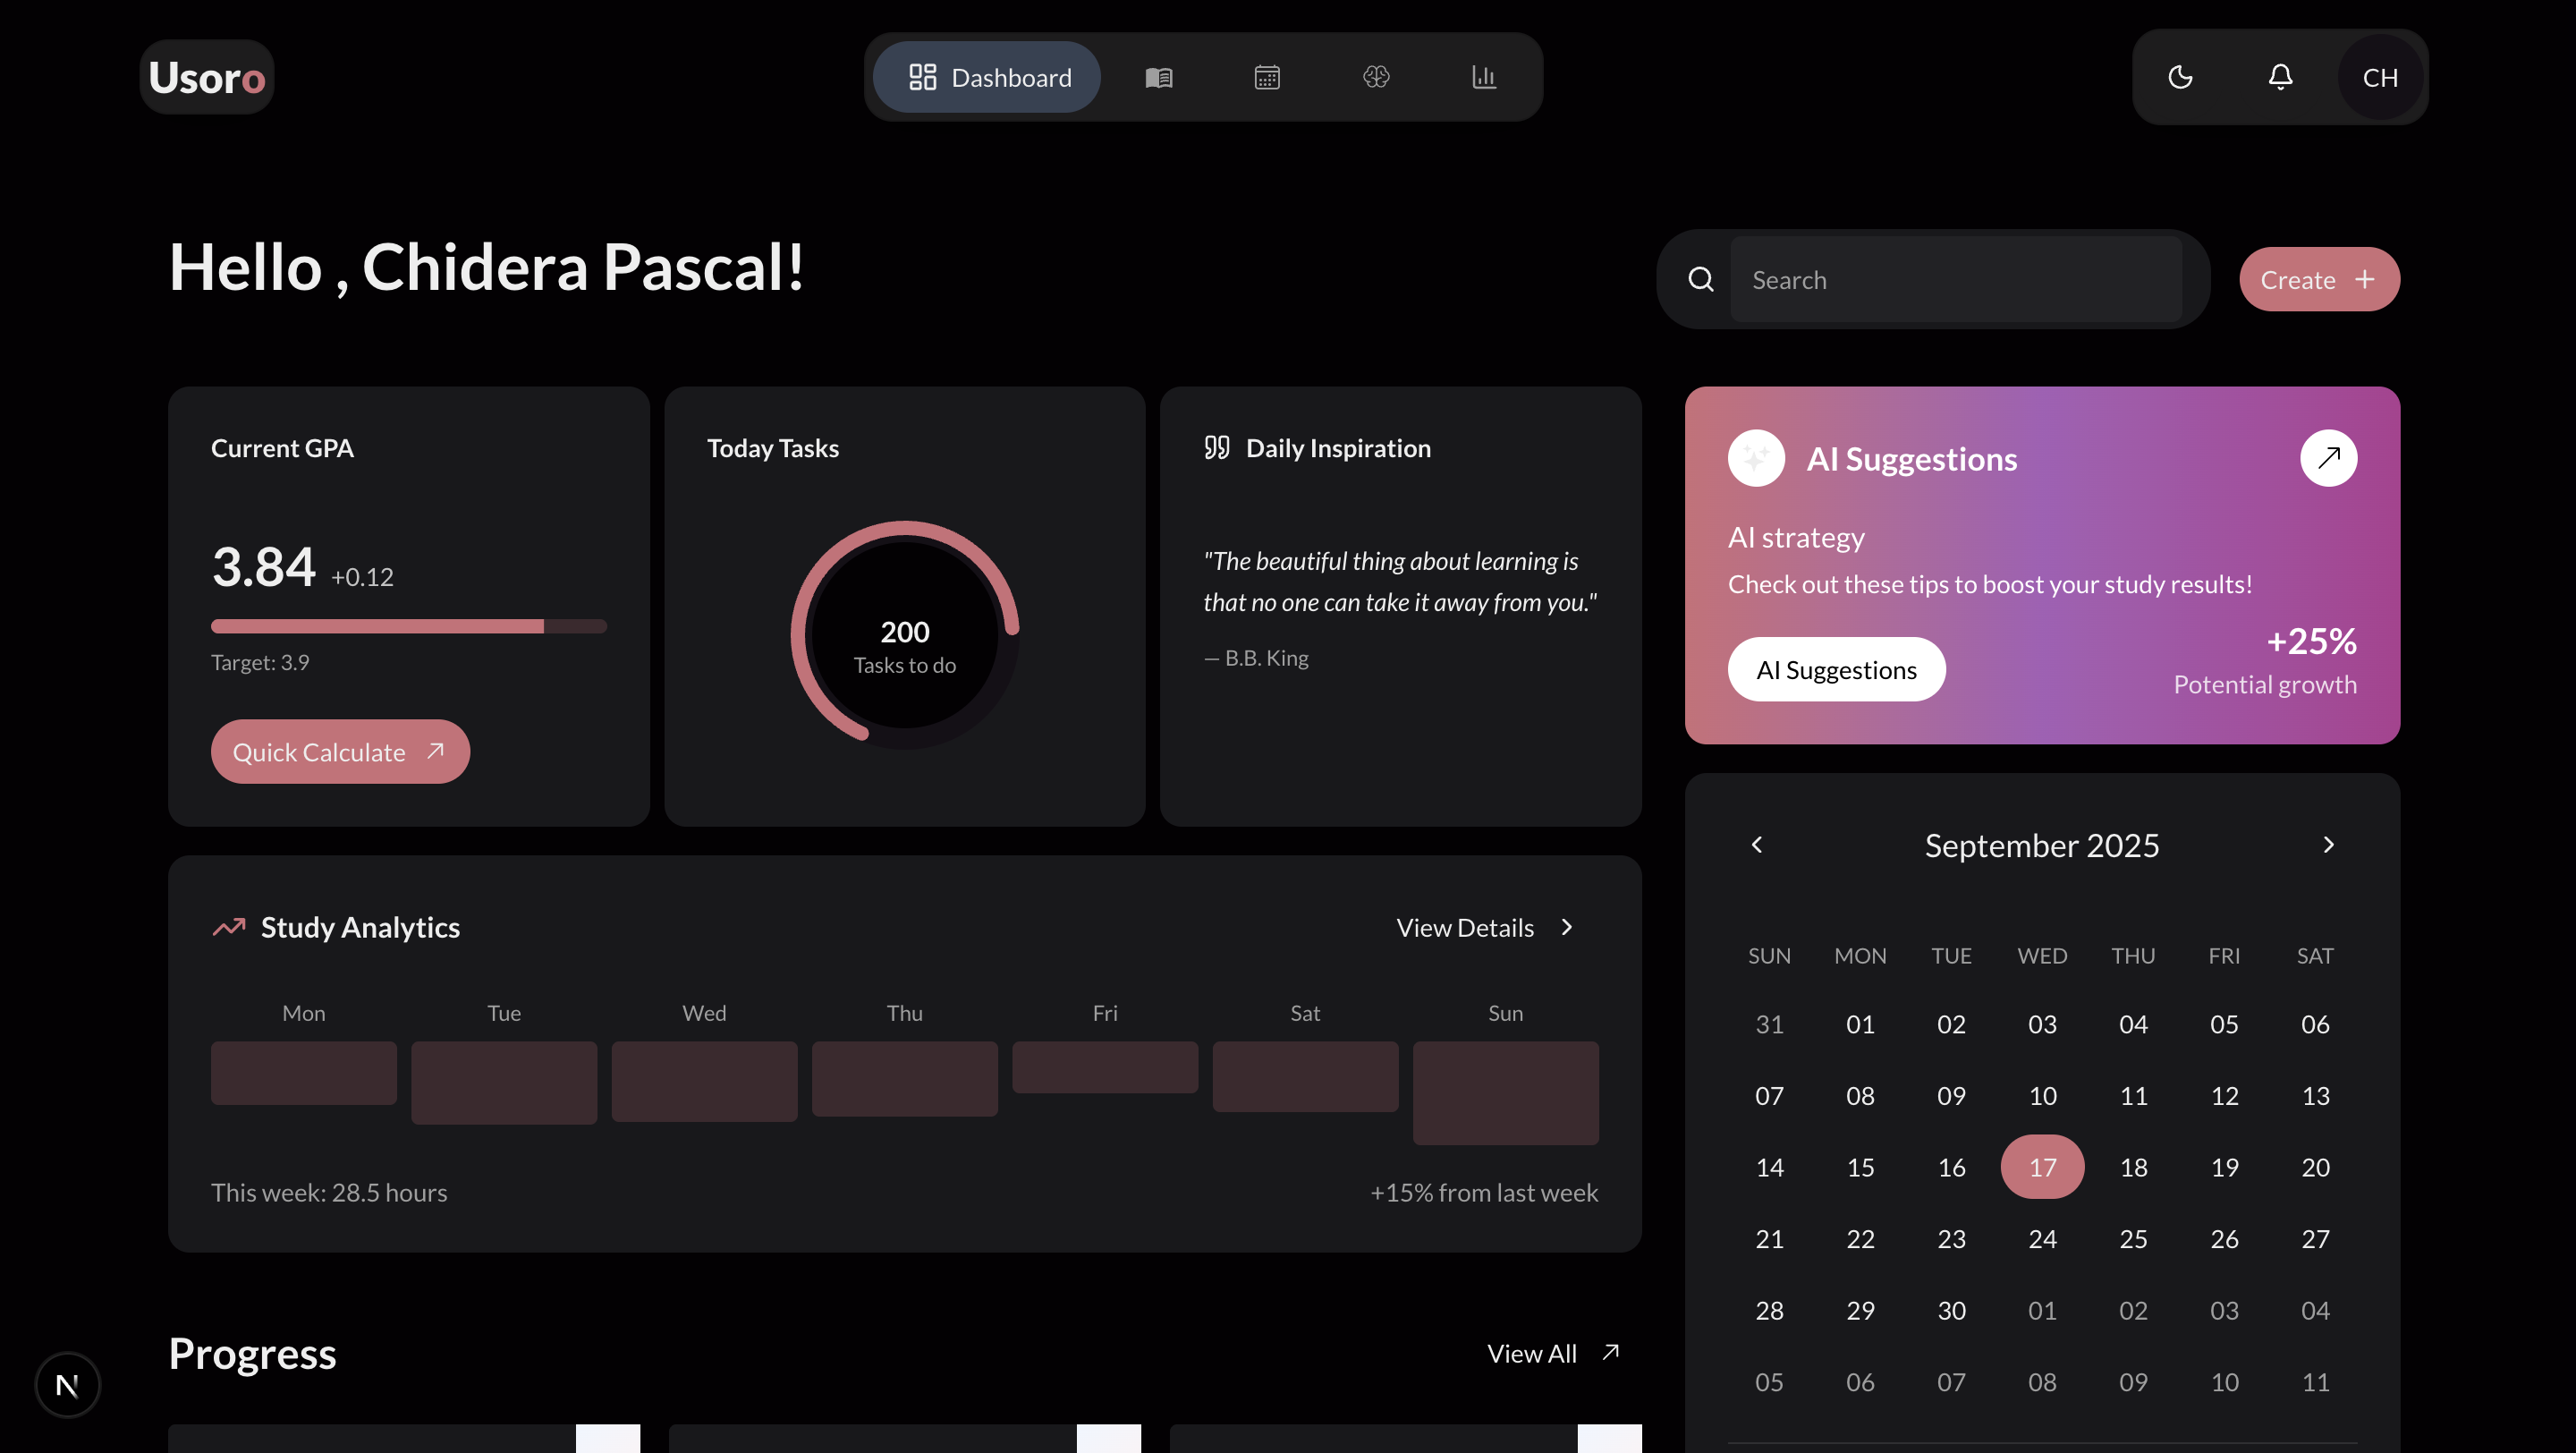 Usoro
Dashboard
CH
Hello , Chidera Pascal!
Search
Create
Current GPA
3.84 +0.12
Target: 3.9
Quick Calculate
Today Tasks
200
Tasks to do
Daily Inspiration
"The beautiful thing about learning is
that no one can take it away from you."
— B.B. King
AI Suggestions
AI strategy
Check out these tips to boost your study results!
AI Suggestions
+25%
Potential growth
Study Analytics
View Details
Mon Tue Wed Thu Fri Sat Sun
This week: 28.5 hours
+15% from last week
September 2025
SUN MON TUE WED THU FRI SAT
31 01 02 03 04 05 06
07 08 09 10 11 12 13
14 15 16 17 18 19 20
21 22 23 24 25 26 27
28 29 30 01 02 03 04
05 06 07 08 09 10 11
Progress
View All
N